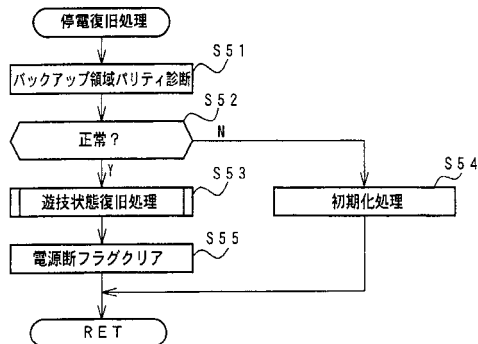 停電復旧処理
S51
バックアップ領域パリティ診断
S52
正常?
N
Y
S53
遊技状態復旧処理
S54
初期化処理
S55
電源断フラグクリア
RET